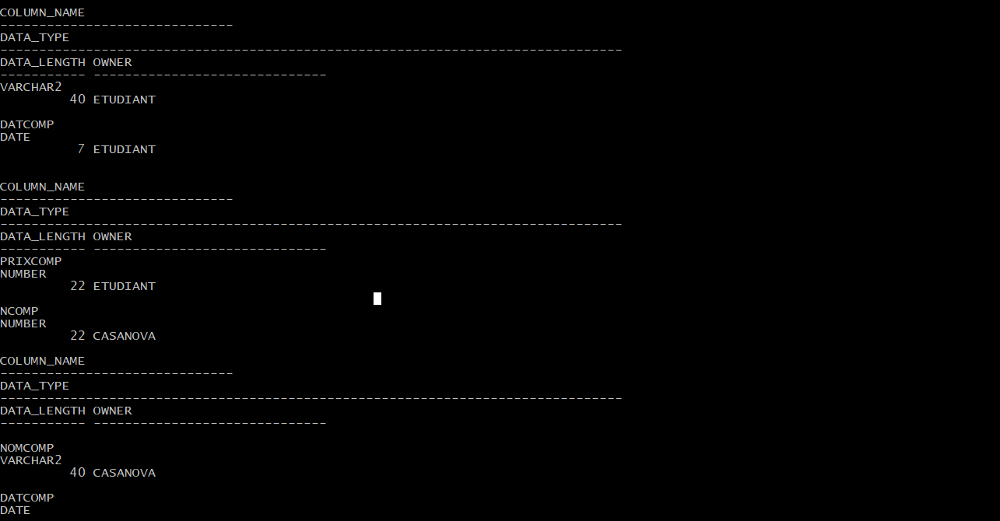 COLUMN_NAME
------------------------------
DATA_TYPE
--------------------------------------------------------------------------------
DATA_LENGTH OWNER
----------- ------------------------------
VARCHAR2
         40 ETUDIANT
DATCOMP
DATE
          7 ETUDIANT
COLUMN_NAME
------------------------------
DATA_TYPE
--------------------------------------------------------------------------------
DATA_LENGTH OWNER
----------- ------------------------------
PRIXCOMP
NUMBER
         22 ETUDIANT
NCOMP
NUMBER
         22 CASANOVA
COLUMN_NAME
------------------------------
DATA_TYPE
--------------------------------------------------------------------------------
DATA_LENGTH OWNER
----------- ------------------------------
NOMCOMP
VARCHAR2
         40 CASANOVA
DATCOMP
DATE